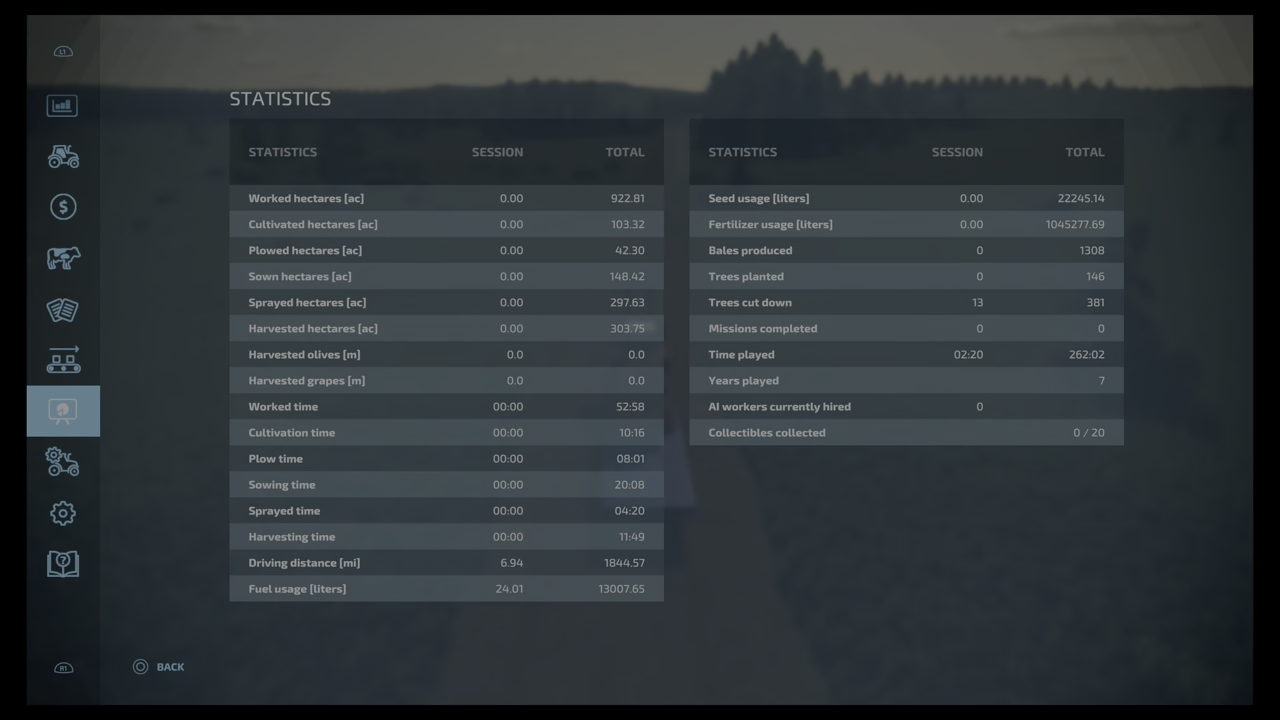 L1
STATISTICS
STATISTICS SESSION TOTAL
Worked hectares [ac] 0.00 922.81
Cultivated hectares [ac] 0.00 103.32
Plowed hectares [ac] 0.00 42.30
Sown hectares [ac] 0.00 148.42
Sprayed hectares [ac] 0.00 297.63
Harvested hectares [ac] 0.00 303.75
Harvested olives [m] 0.0 0.0
Harvested grapes [m] 0.0 0.0
Worked time 00:00 52:58
Cultivation time 00:00 10:16
Plow time 00:00 08:01
Sowing time 00:00 20:08
Sprayed time 00:00 04:20
Harvesting time 00:00 11:49
Driving distance [mi] 6.94 1844.57
Fuel usage [liters] 24.01 13007.65
STATISTICS SESSION TOTAL
Seed usage [liters] 0.00 22245.14
Fertilizer usage [liters] 0.00 1045277.69
Bales produced 0 1308
Trees planted 0 146
Trees cut down 13 381
Missions completed 0 0
Time played 02:20 262:02
Years played 7
AI workers currently hired 0
Collectibles collected 0 / 20
R1
BACK